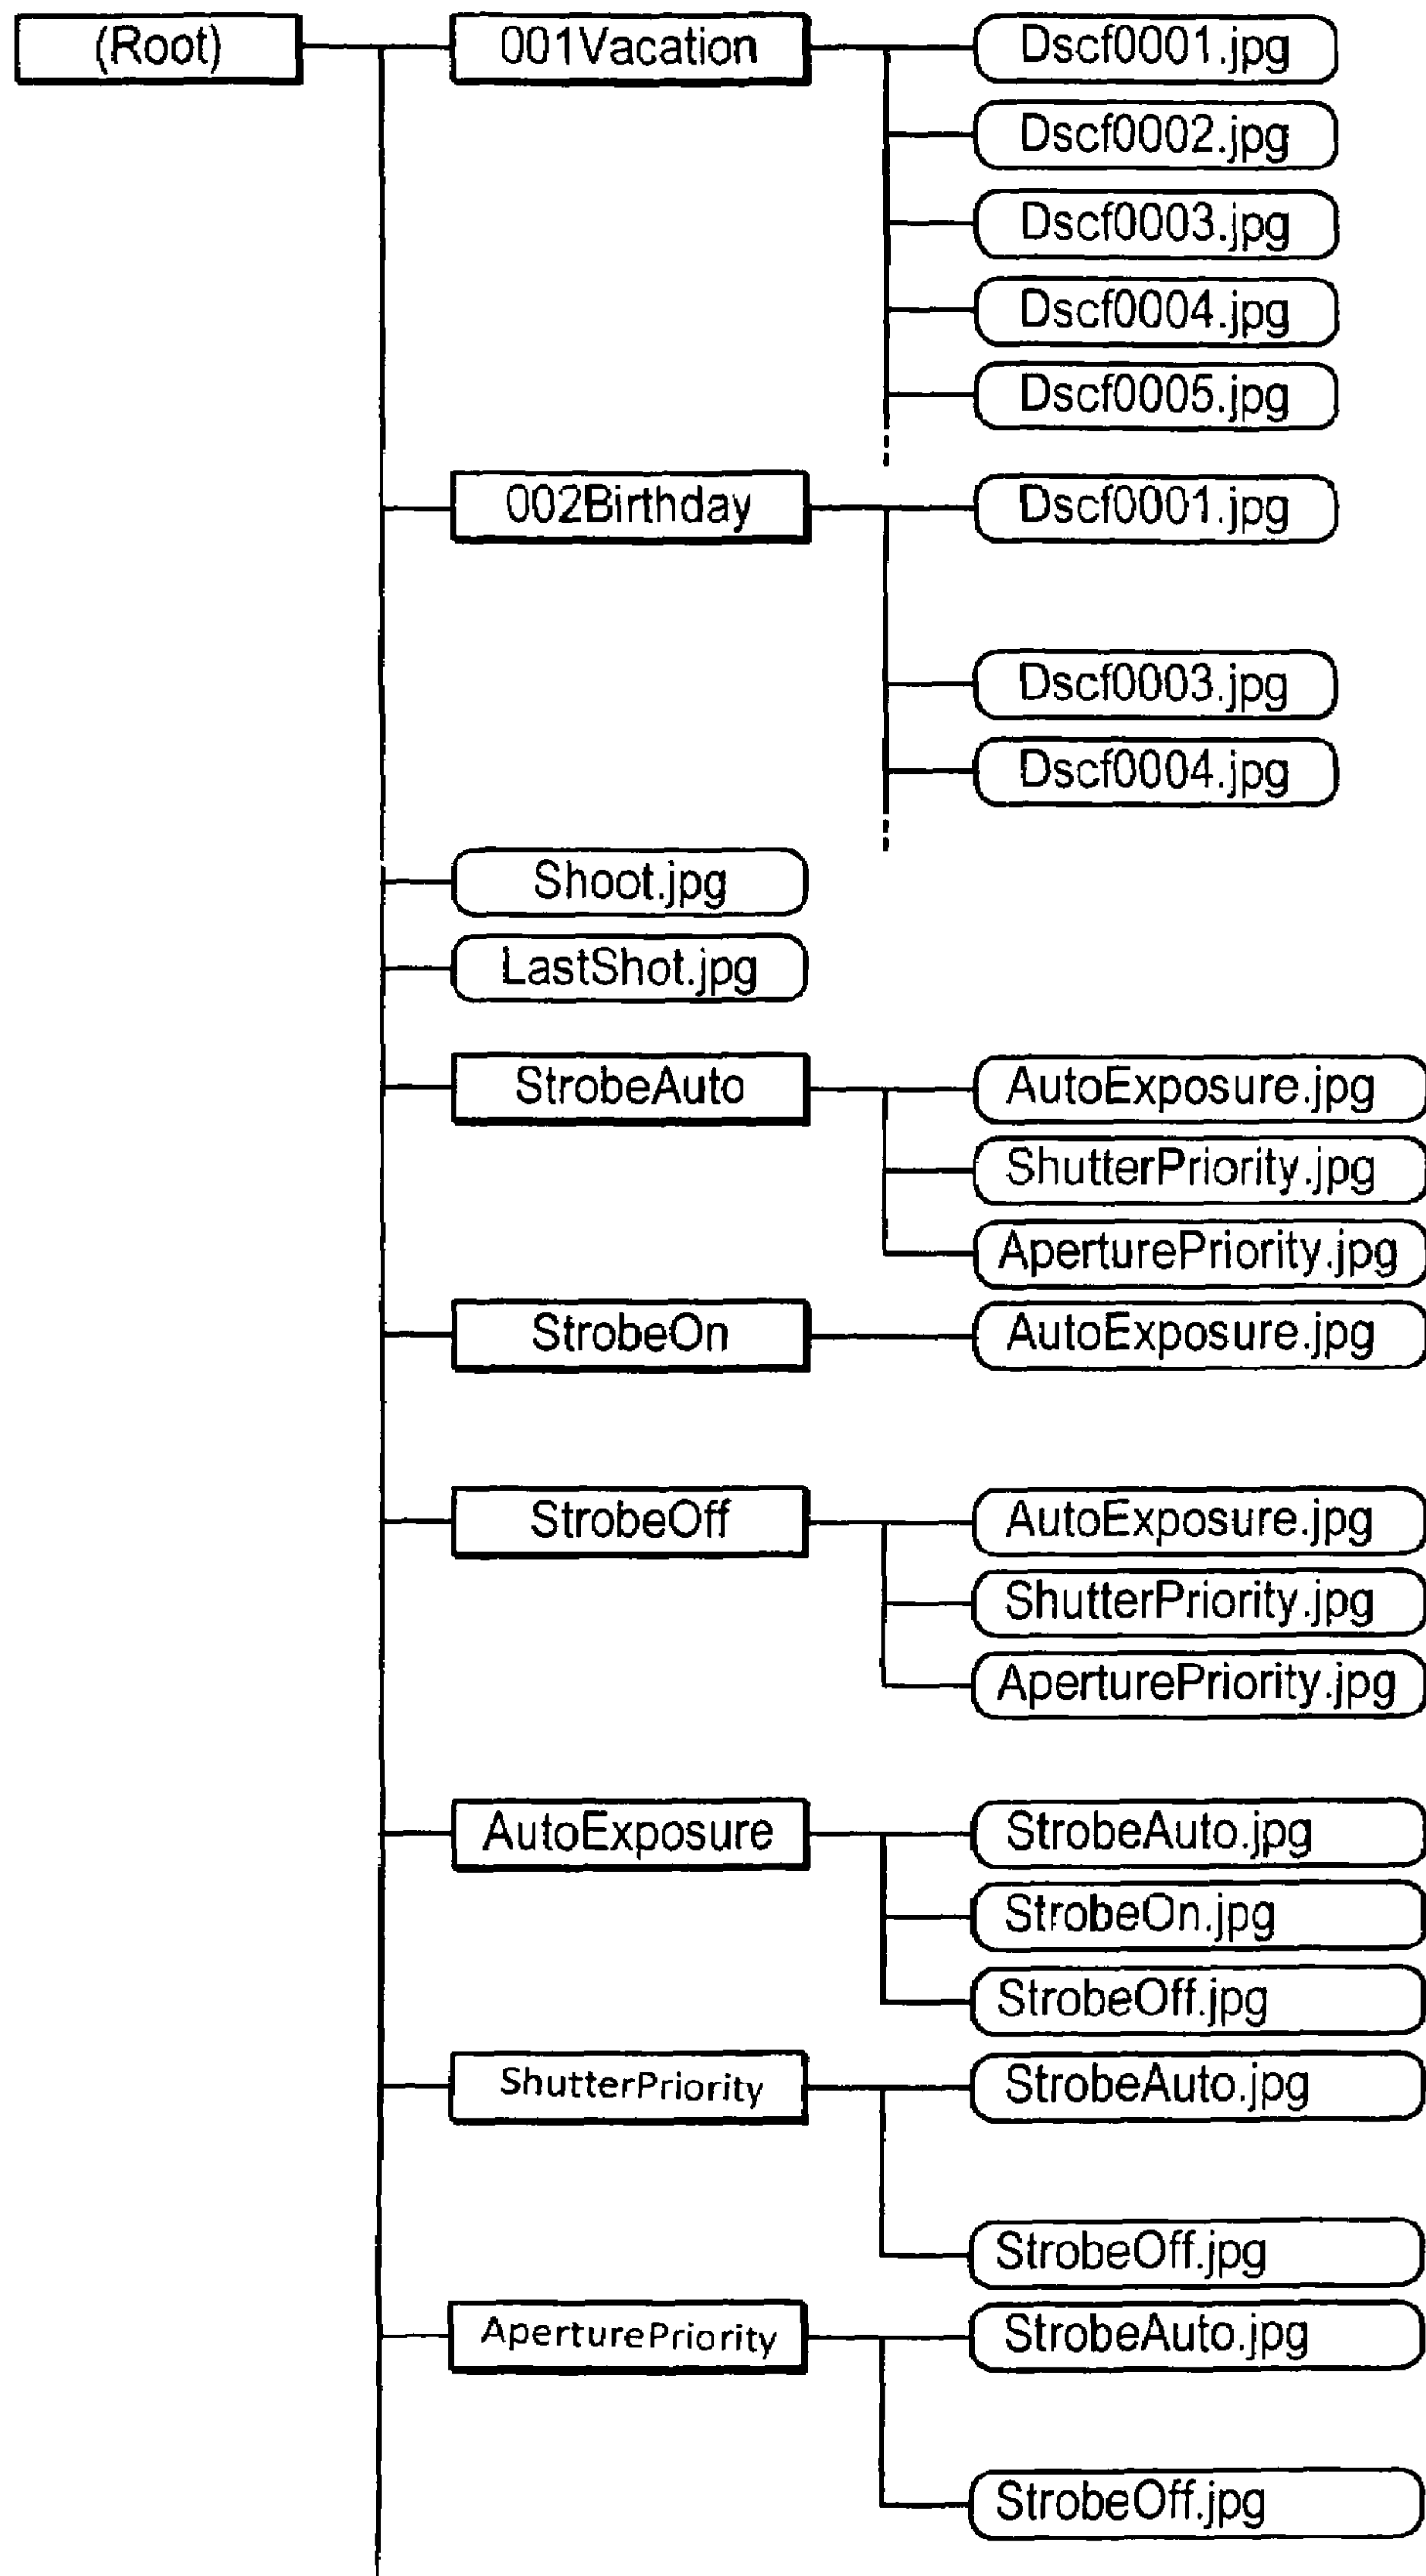 (Root) 001Vacation Dscf0001.jpg
Dscf0002.jpg
Dscf0003.jpg
Dscf0004.jpg
Dscf0005.jpg
002Birthday Dscf0001.jpg
Dscf0003.jpg
Dscf0004.jpg
Shoot.jpg
LastShot.jpg
StrobeAuto AutoExposure.jpg
ShutterPriority.jpg
AperturePriority.jpg
StrobeOn AutoExposure.jpg
StrobeOff AutoExposure.jpg
ShutterPriority.jpg
AperturePriority.jpg
AutoExposure StrobeAuto.jpg
StrobeOn.jpg
StrobeOff.jpg
ShutterPriority StrobeAuto.jpg
StrobeOff.jpg
AperturePriority StrobeAuto.jpg
StrobeOff.jpg